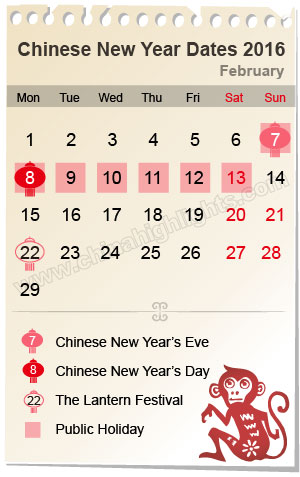 Chinese New Year Dates 2016
February
Mon Tue Wed Thu Fri Sat Sun
1 2 3 4 5 6 7
8 9 10 11 12 13 14
15 16 17 18 19 20 21
22 23 24 25 26 27 28
29
www.chinahighlights.com
7 Chinese New Year's Eve
8 Chinese New Year's Day
22 The Lantern Festival
Public Holiday